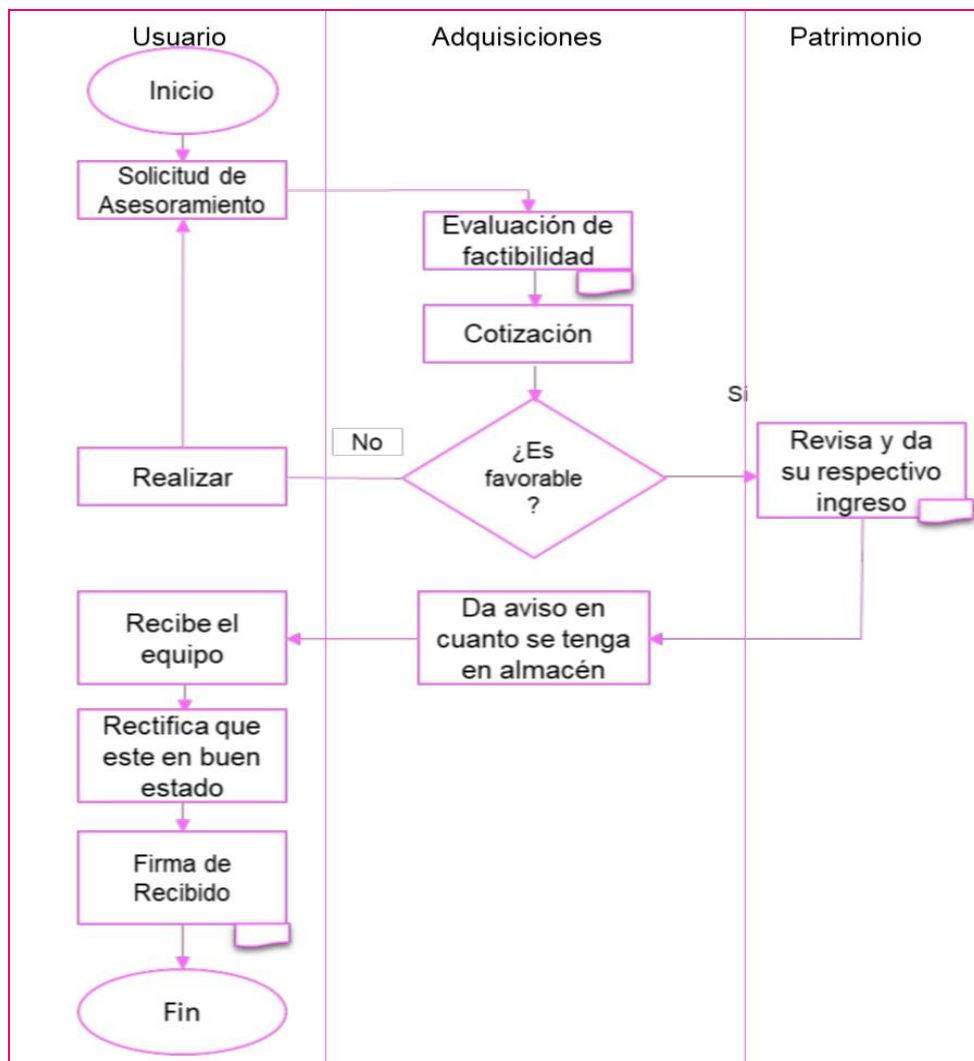 Usuario
Adquisiciones
Patrimonio
Inicio
Solicitud de
Asesoramiento
Evaluación de
factibilidad
Cotización
¿Es
favorable
?
No
Si
Realizar
Revisa y da
su respectivo
ingreso
Da aviso en
cuanto se tenga
en almacén
Recibe el
equipo
Rectifica que
este en buen
estado
Firma de
Recibido
Fin